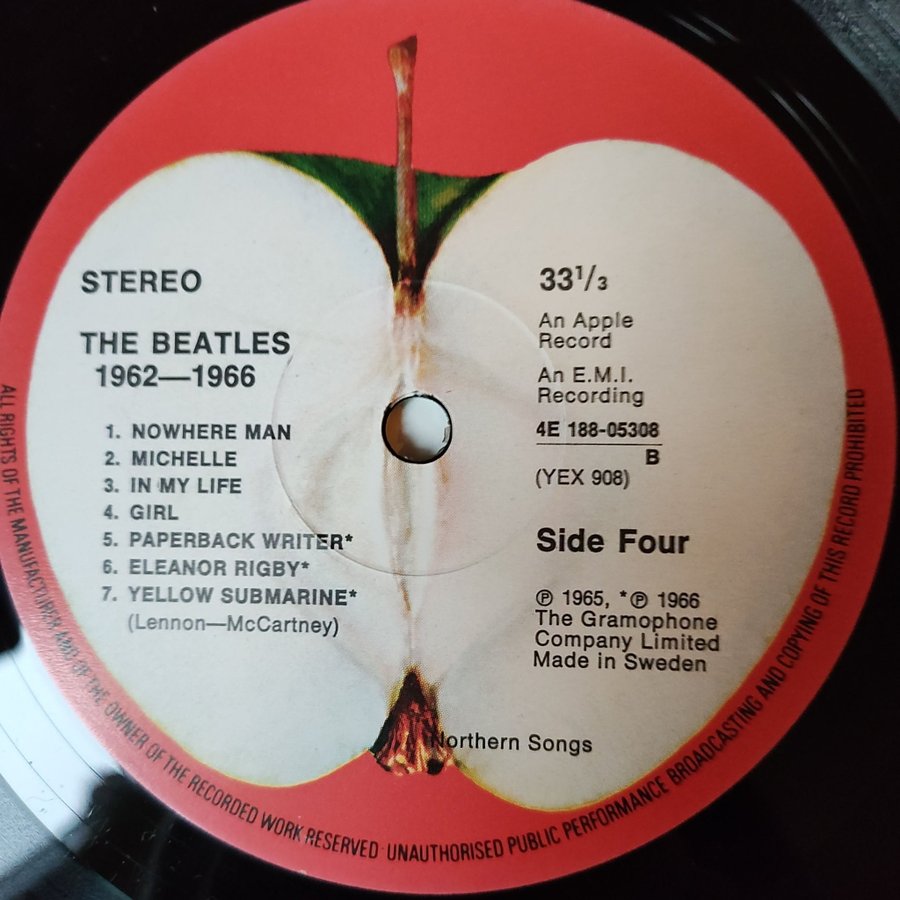 STEREO
THE BEATLES
1962—1966
1. NOWHERE MAN
2. MICHELLE
3. IN MY LIFE
4. GIRL
5. PAPERBACK WRITER*
6. ELEANOR RIGBY*
7. YELLOW SUBMARINE*
(Lennon—McCartney)
33¹/₃
An Apple
Record
An E.M.I.
Recording
4E 188-05308
B
(YEX 908)
Side Four
℗ 1965, *℗ 1966
The Gramophone
Company Limited
Made in Sweden
Northern Songs
ALL RIGHTS OF THE MANUFACTURER AND OF THE OWNER OF THE RECORDED WORK RESERVED · UNAUTHORISED PUBLIC PERFORMANCE BROADCASTING AND COPYING OF THIS RECORD PROHIBITED